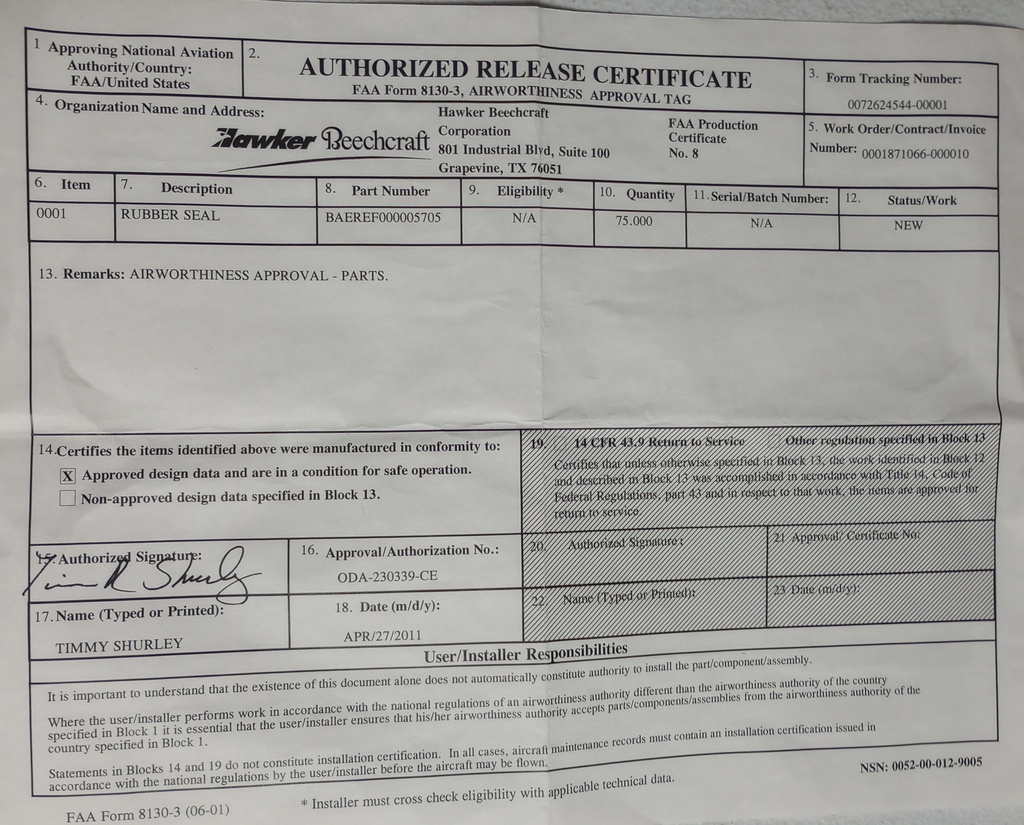 1 Approving National Aviation
Authority/Country:
FAA/United States
2.
AUTHORIZED RELEASE CERTIFICATE
FAA Form 8130-3, AIRWORTHINESS APPROVAL TAG
3. Form Tracking Number:
0072624544-00001
4. Organization Name and Address:
Hawker Beechcraft
Hawker Beechcraft
Corporation
801 Industrial Blvd, Suite 100
Grapevine, TX 76051
FAA Production
Certificate
No. 8
5. Work Order/Contract/Invoice
Number: 0001871066-000010
6. Item 7. Description 8. Part Number 9. Eligibility * 10. Quantity 11. Serial/Batch Number: 12. Status/Work
0001 RUBBER SEAL BAEREF000005705 N/A 75.000 N/A NEW
13. Remarks: AIRWORTHINESS APPROVAL - PARTS.
14. Certifies the items identified above were manufactured in conformity to:
X Approved design data and are in a condition for safe operation.
Non-approved design data specified in Block 13.
19. 14 CFR 43.9 Return to Service Other regulation specified in Block 13
Certifies that unless otherwise specified in Block 13, the work identified in Block 12
and described in Block 13 was accomplished in accordance with Title 14, Code of
Federal Regulations, part 43 and in respect to that work, the items are approved for
return to service.
15. Authorized Signature:
Tim R Shurley
16. Approval/Authorization No.:
ODA-230339-CE
20. Authorized Signature:
21 Approval/ Certificate No:
17. Name (Typed or Printed):
TIMMY SHURLEY
18. Date (m/d/y):
APR/27/2011
22. Name (Typed or Printed):
23 Date (m/d/y):
User/Installer Responsibilities
It is important to understand that the existence of this document alone does not automatically constitute authority to install the part/component/assembly.
Where the user/installer performs work in accordance with the national regulations of an airworthiness authority different than the airworthiness authority of the country
specified in Block 1 it is essential that the user/installer ensures that his/her airworthiness authority accepts parts/components/assemblies from the airworthiness authority of the
country specified in Block 1.
Statements in Blocks 14 and 19 do not constitute installation certification. In all cases, aircraft maintenance records must contain an installation certification issued in
accordance with the national regulations by the user/installer before the aircraft may be flown.
FAA Form 8130-3 (06-01)
* Installer must cross check eligibility with applicable technical data.
NSN: 0052-00-012-9005